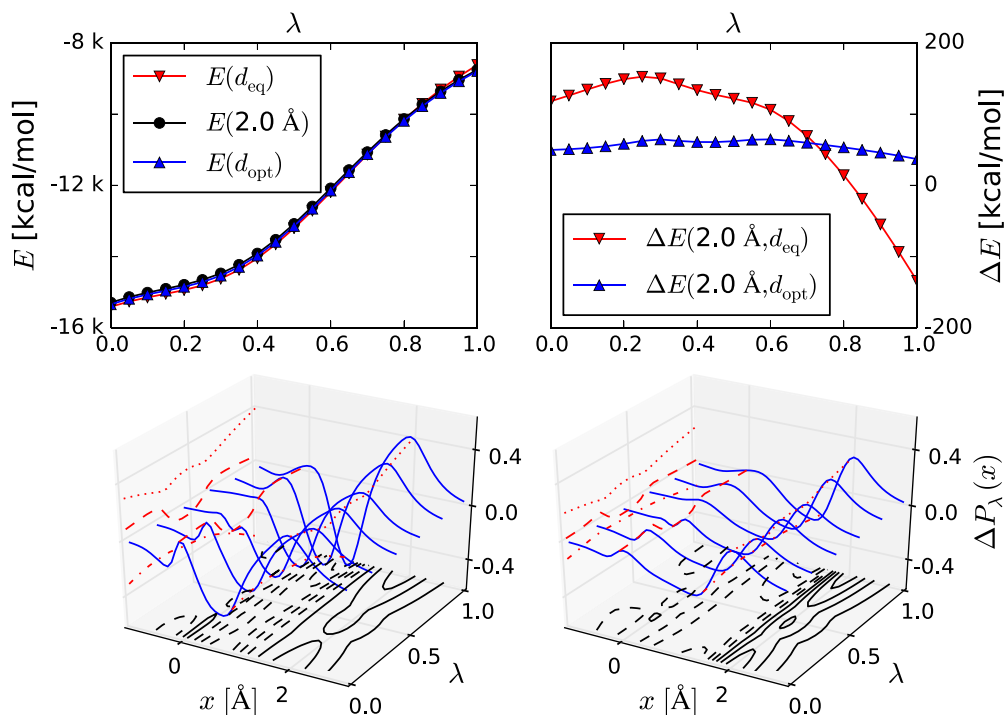 λ
λ
-8 k
-12 k
-16 k
E [kcal/mol]
E(d_eq)
E(2.0 Å)
E(d_opt)
0.0 0.2 0.4 0.6 0.8 1.0
200
0
-200
ΔE [kcal/mol]
ΔE(2.0 Å,d_eq)
ΔE(2.0 Å,d_opt)
0.0 0.2 0.4 0.6 0.8 1.0
0.4
0.0
-0.4
1.0
0.5
0.0
λ
0
2
x [Å]
0.4
0.0
-0.4
ΔP_λ(x)
1.0
0.5
0.0
λ
0
2
x [Å]